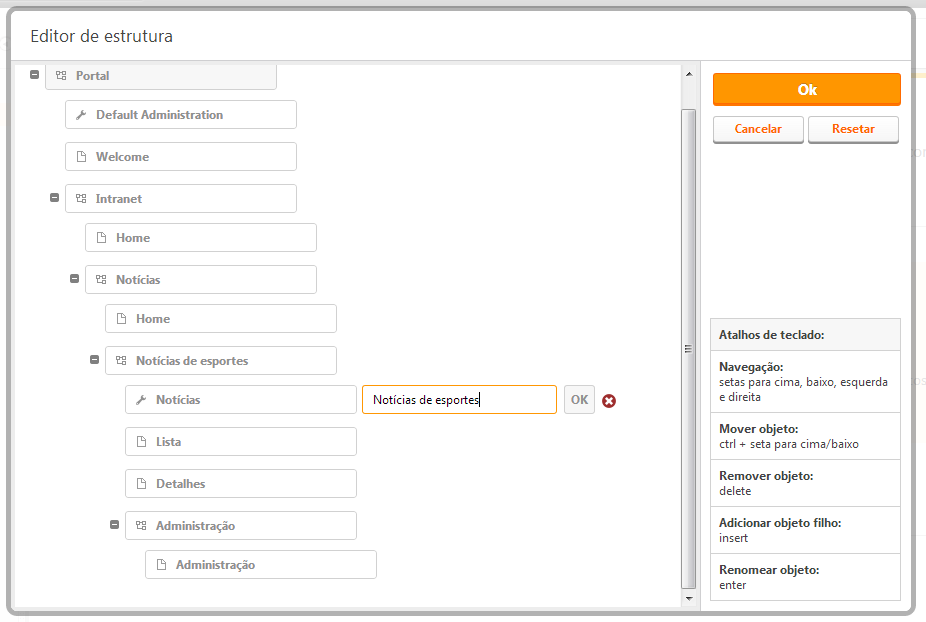 Editor de estrutura
Portal
Default Administration
Welcome
Intranet
Home
Notícias
Home
Notícias de esportes
Notícias
Notícias de esportes
OK
Lista
Detalhes
Administração
Administração
Ok
Cancelar
Resetar
Atalhos de teclado:
Navegação:
setas para cima, baixo, esquerda
e direita
Mover objeto:
ctrl + seta para cima/baixo
Remover objeto:
delete
Adicionar objeto filho:
insert
Renomear objeto:
enter